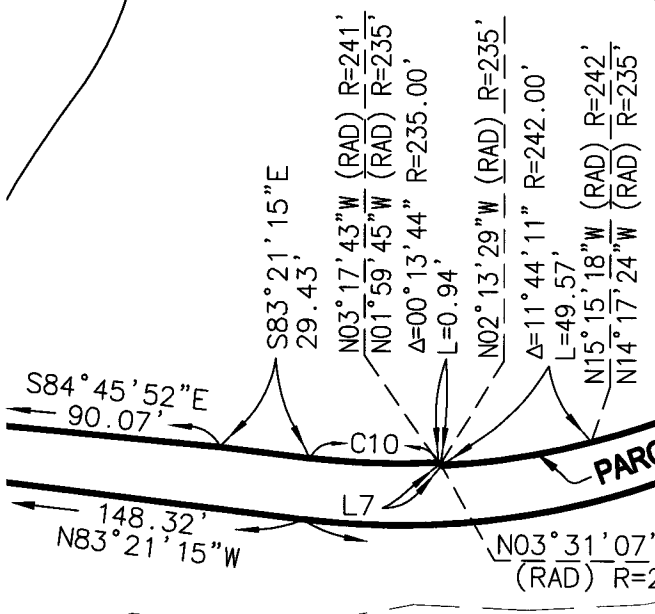 S84°45'52"E
90.07'
S83°21'15"E
29.43'
N03°17'43"W (RAD) R=241'
N01°59'45"W (RAD) R=235'
Δ=00°13'44" R=235.00'
L=0.94'
N02°13'29"W (RAD) R=235'
Δ=11°44'11" R=242.00'
L=49.57'
N15°15'18"W (RAD) R=242'
N14°17'24"W (RAD) R=235'
C10
L7
PARC
148.32'
N83°21'15"W
N03°31'07"
(RAD) R=2